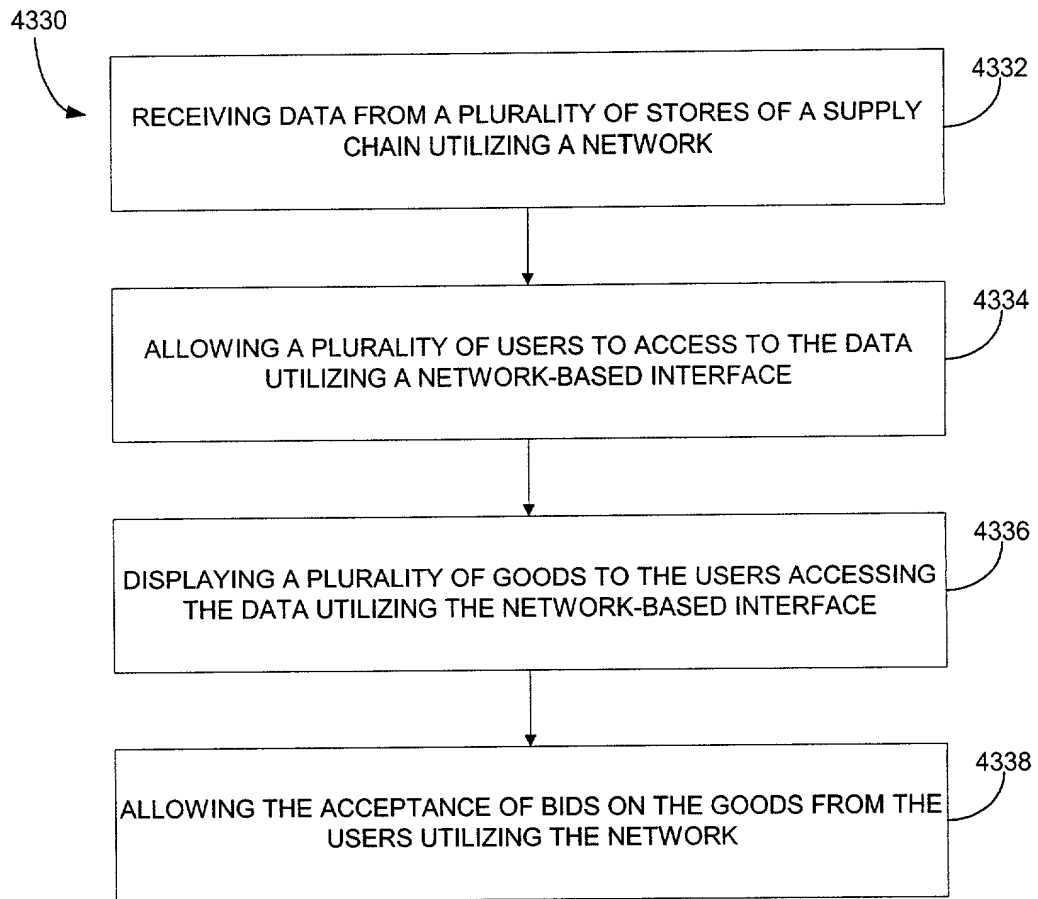 4330
4332
RECEIVING DATA FROM A PLURALITY OF STORES OF A SUPPLY
CHAIN UTILIZING A NETWORK
4334
ALLOWING A PLURALITY OF USERS TO ACCESS TO THE DATA
UTILIZING A NETWORK-BASED INTERFACE
4336
DISPLAYING A PLURALITY OF GOODS TO THE USERS ACCESSING
THE DATA UTILIZING THE NETWORK-BASED INTERFACE
4338
ALLOWING THE ACCEPTANCE OF BIDS ON THE GOODS FROM THE
USERS UTILIZING THE NETWORK